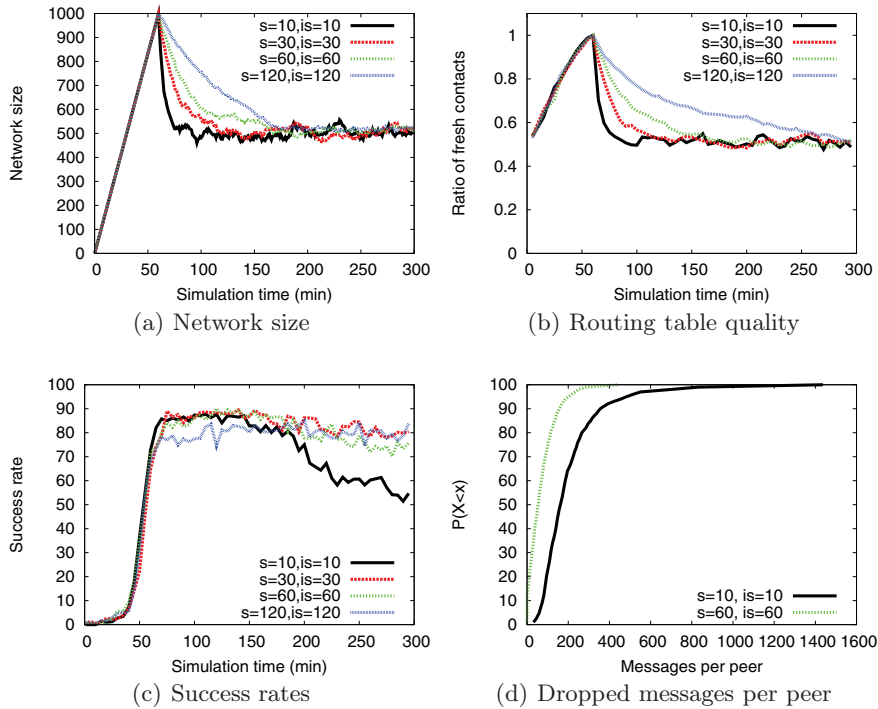 1000
900
800
700
600
500
400
300
200
100
0
0 50 100 150 200 250 300
Network size
Simulation time (min)
s=10,is=10
s=30,is=30
s=60,is=60
s=120,is=120
(a) Network size
1
0.8
0.6
0.4
0.2
0
0 50 100 150 200 250 300
Ratio of fresh contacts
Simulation time (min)
s=10,is=10
s=30,is=30
s=60,is=60
s=120,is=120
(b) Routing table quality
100
90
80
70
60
50
40
30
20
10
0
0 50 100 150 200 250 300
Success rate
Simulation time (min)
s=10,is=10
s=30,is=30
s=60,is=60
s=120,is=120
(c) Success rates
100
90
80
70
60
50
40
30
20
10
0
0 200 400 600 800 1000 1200 1400 1600
P(X<x)
Messages per peer
s=10, is=10
s=60, is=60
(d) Dropped messages per peer